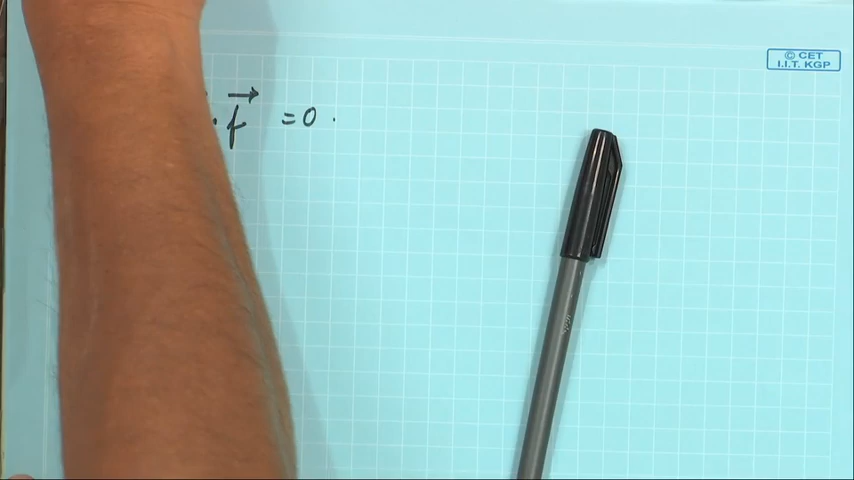 . f⃗ = 0 .
© CET
I.I.T. KGP